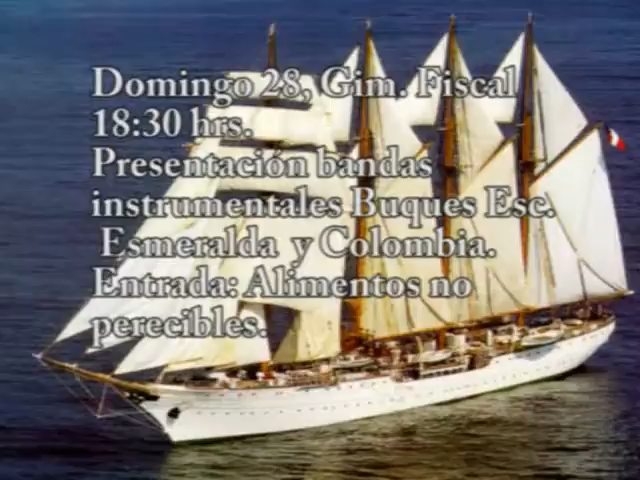 Domingo 28, Gim. Fiscal
18:30 hrs.
Presentación bandas
instrumentales Buques Esc.
Esmeralda y Colombia.
Entrada: Alimentos no
perecibles.